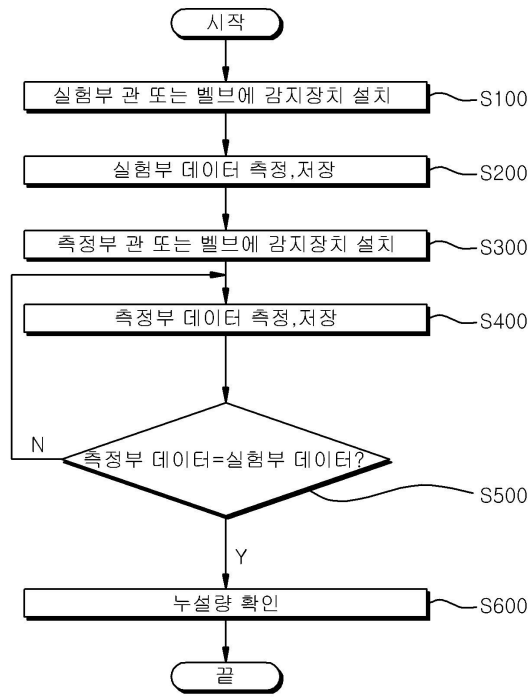 시작
실험부 관 또는 벨브에 감지장치 설치
S100
실험부 데이터 측정,저장
S200
측정부 관 또는 벨브에 감지장치 설치
S300
측정부 데이터 측정,저장
S400
N
측정부 데이터=실험부 데이터?
S500
Y
누설량 확인
S600
끝